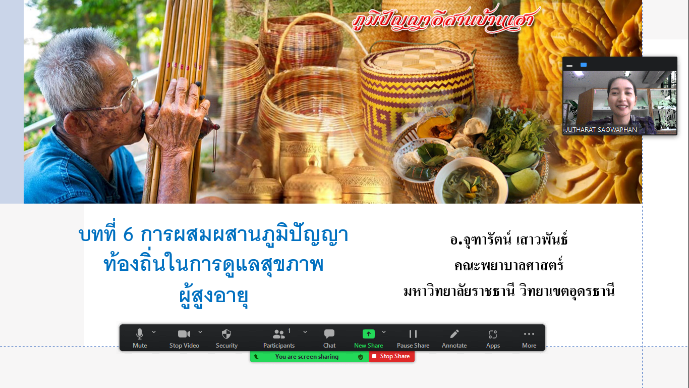 ภูมิปัญญาอีสานบ้านเฮา
JUTHARAT SAOWAPHAN
บทที่ 6 การผสมผสานภูมิปัญญา
ท้องถิ่นในการดูแลสุขภาพ
ผู้สูงอายุ
อ.จุฑารัตน์ เสาวพันธ์
คณะพยาบาลศาสตร์
มหาวิทยาลัยราชธานี วิทยาเขตอุดรธานี
Mute
Stop Video
Security
Participants
1
Chat
New Share
Pause Share
Annotate
Apps
More
You are screen sharing
Stop Share